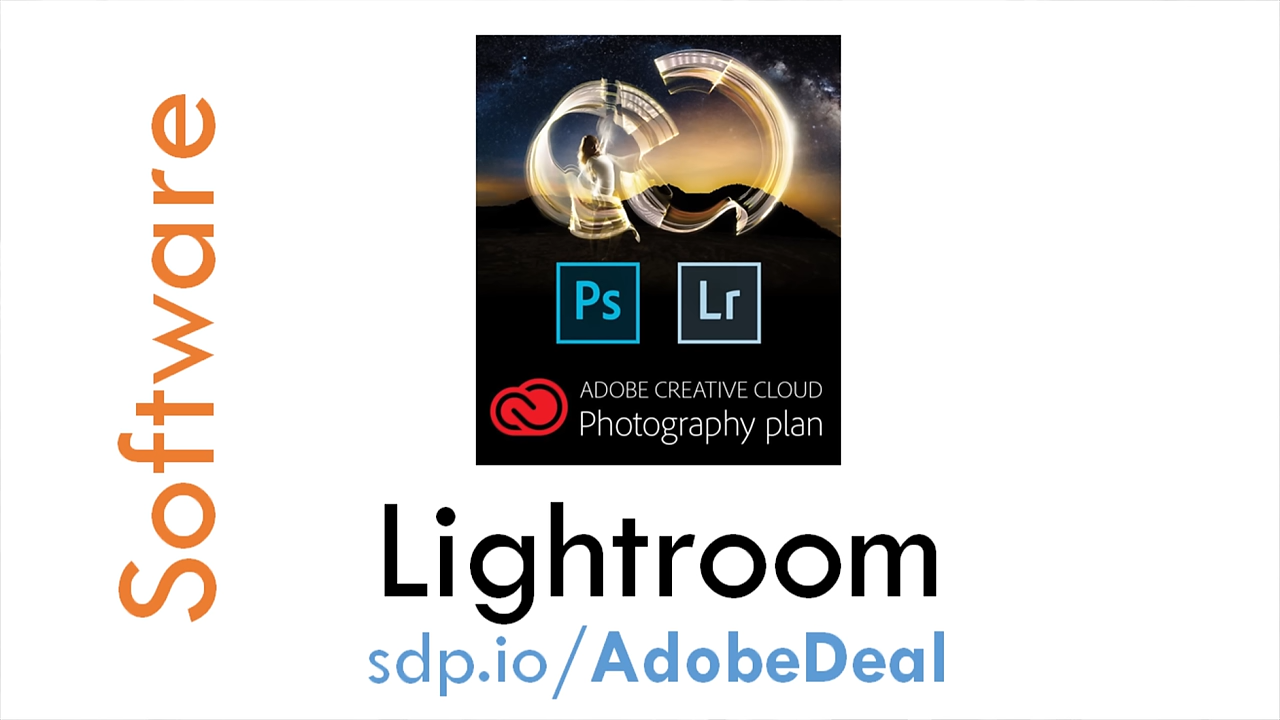 Software
Ps Lr
ADOBE CREATIVE CLOUD
Photography plan
Lightroom
sdp.io/AdobeDeal